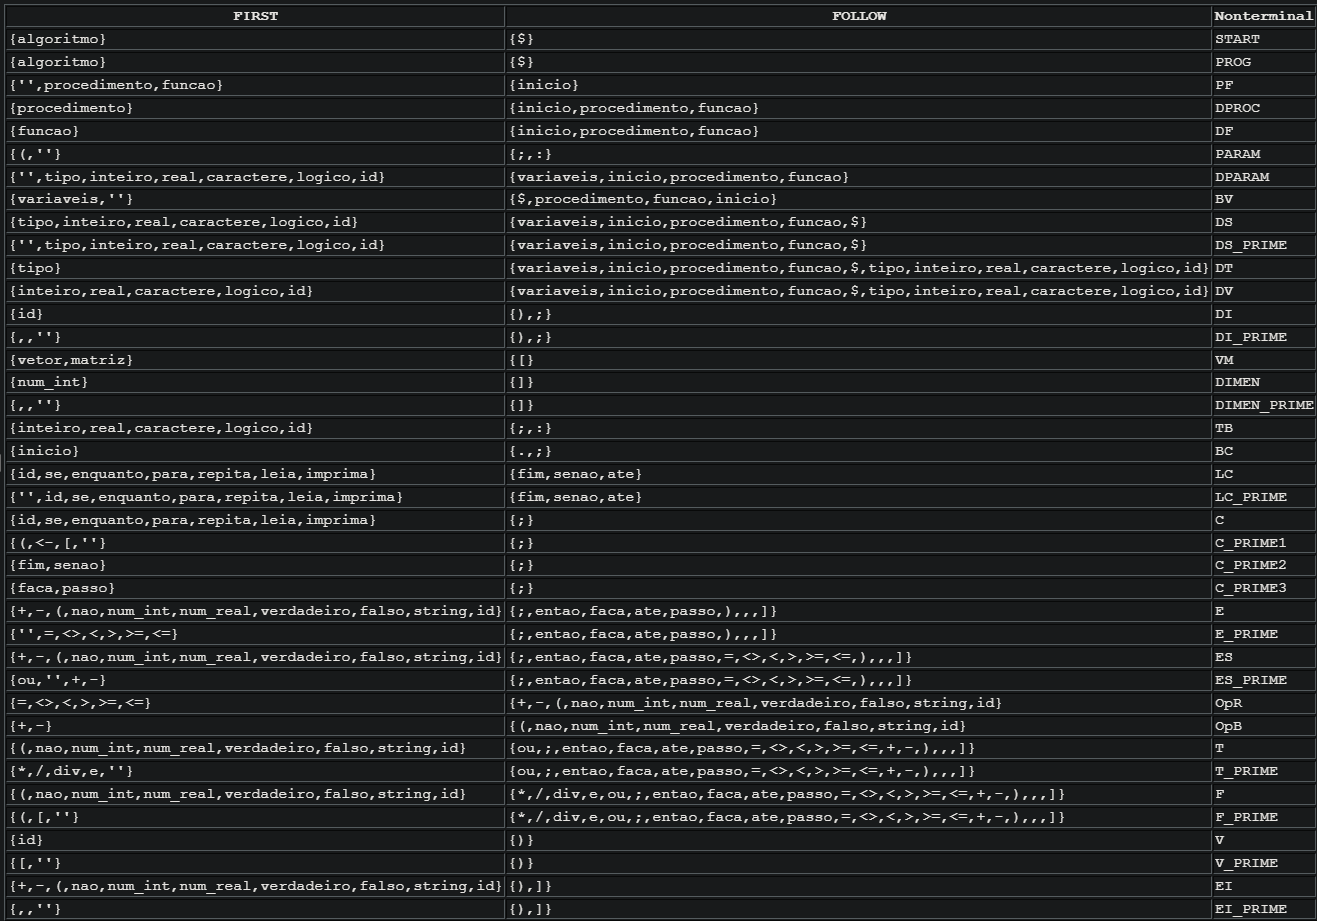 FIRST FOLLOW Nonterminal
{algoritmo} {$} START
{algoritmo} {$} PROG
{'',procedimento,funcao} {inicio} PF
{procedimento} {inicio,procedimento,funcao} DPROC
{funcao} {inicio,procedimento,funcao} DF
{(,''} {;,:} PARAM
{'',tipo,inteiro,real,caractere,logico,id} {variaveis,inicio,procedimento,funcao} DPARAM
{variaveis,''} {$,procedimento,funcao,inicio} BV
{tipo,inteiro,real,caractere,logico,id} {variaveis,inicio,procedimento,funcao,$} DS
{'',tipo,inteiro,real,caractere,logico,id} {variaveis,inicio,procedimento,funcao,$} DS_PRIME
{tipo} {variaveis,inicio,procedimento,funcao,$,tipo,inteiro,real,caractere,logico,id} DT
{inteiro,real,caractere,logico,id} {variaveis,inicio,procedimento,funcao,$,tipo,inteiro,real,caractere,logico,id} DV
{id} {),;} DI
{,,''} {),;} DI_PRIME
{vetor,matriz} {[} VM
{num_int} {]} DIMEN
{,,''} {]} DIMEN_PRIME
{inteiro,real,caractere,logico,id} {;,:} TB
{inicio} {.,;} BC
{id,se,enquanto,para,repita,leia,imprima} {fim,senao,ate} LC
{'',id,se,enquanto,para,repita,leia,imprima} {fim,senao,ate} LC_PRIME
{id,se,enquanto,para,repita,leia,imprima} {;} C
{(,<-,[,''} {;} C_PRIME1
{fim,senao} {;} C_PRIME2
{faca,passo} {;} C_PRIME3
{+,-,(,nao,num_int,num_real,verdadeiro,falso,string,id} {;,entao,faca,ate,passo,),,,]} E
{'',=,<>,<,>,>=,<=} {;,entao,faca,ate,passo,),,,]} E_PRIME
{+,-,(,nao,num_int,num_real,verdadeiro,falso,string,id} {;,entao,faca,ate,passo,=,<>,<,>,>=,<=,),,,]} ES
{ou,'',+,-} {;,entao,faca,ate,passo,=,<>,<,>,>=,<=,),,,]} ES_PRIME
{=,<>,<,>,>=,<=} {+,-,(,nao,num_int,num_real,verdadeiro,falso,string,id} OpR
{+,-} {(,nao,num_int,num_real,verdadeiro,falso,string,id} OpB
{(,nao,num_int,num_real,verdadeiro,falso,string,id} {ou,;,entao,faca,ate,passo,=,<>,<,>,>=,<=,+,-,),,,]} T
{*,/,div,e,''} {ou,;,entao,faca,ate,passo,=,<>,<,>,>=,<=,+,-,),,,]} T_PRIME
{(,nao,num_int,num_real,verdadeiro,falso,string,id} {*,/,div,e,ou,;,entao,faca,ate,passo,=,<>,<,>,>=,<=,+,-,),,,]} F
{(,[,''} {*,/,div,e,ou,;,entao,faca,ate,passo,=,<>,<,>,>=,<=,+,-,),,,]} F_PRIME
{id} {)} V
{[,''} {)} V_PRIME
{+,-,(,nao,num_int,num_real,verdadeiro,falso,string,id} {),]} EI
{,,''} {),]} EI_PRIME